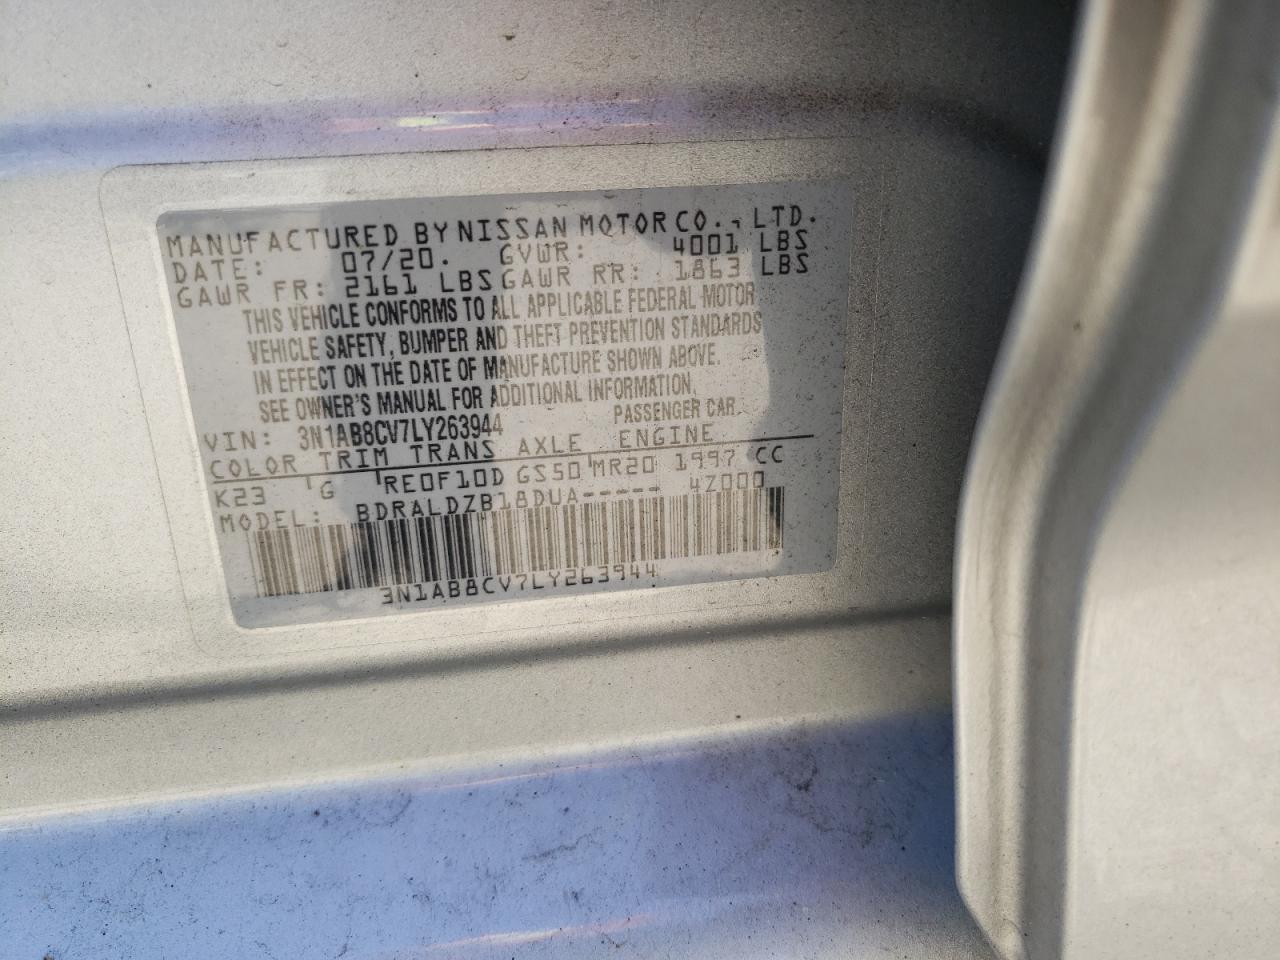 MANUFACTURED BY NISSAN MOTOR CO., LTD.
DATE: 07/20. GVWR: 4001 LBS
GAWR FR: 2161 LBS GAWR RR: 1863 LBS
THIS VEHICLE CONFORMS TO ALL APPLICABLE FEDERAL MOTOR
VEHICLE SAFETY, BUMPER AND THEFT PREVENTION STANDARDS
IN EFFECT ON THE DATE OF MANUFACTURE SHOWN ABOVE.
SEE OWNER'S MANUAL FOR ADDITIONAL INFORMATION.
VIN: 3N1AB8CV7LY263944 PASSENGER CAR
COLOR TRIM TRANS AXLE ENGINE
K23 G RE0F10D GS50 MR20 1997 CC
MODEL: BDRALDZB18DUA----- 4Z000
3N1AB8CV7LY263944